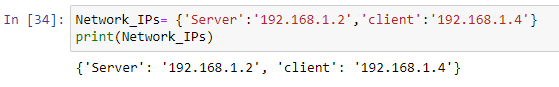 In [34]: Network_IPs= {'Server':'192.168.1.2','client':'192.168.1.4'}
print(Network_IPs)
{'Server': '192.168.1.2', 'client': '192.168.1.4'}